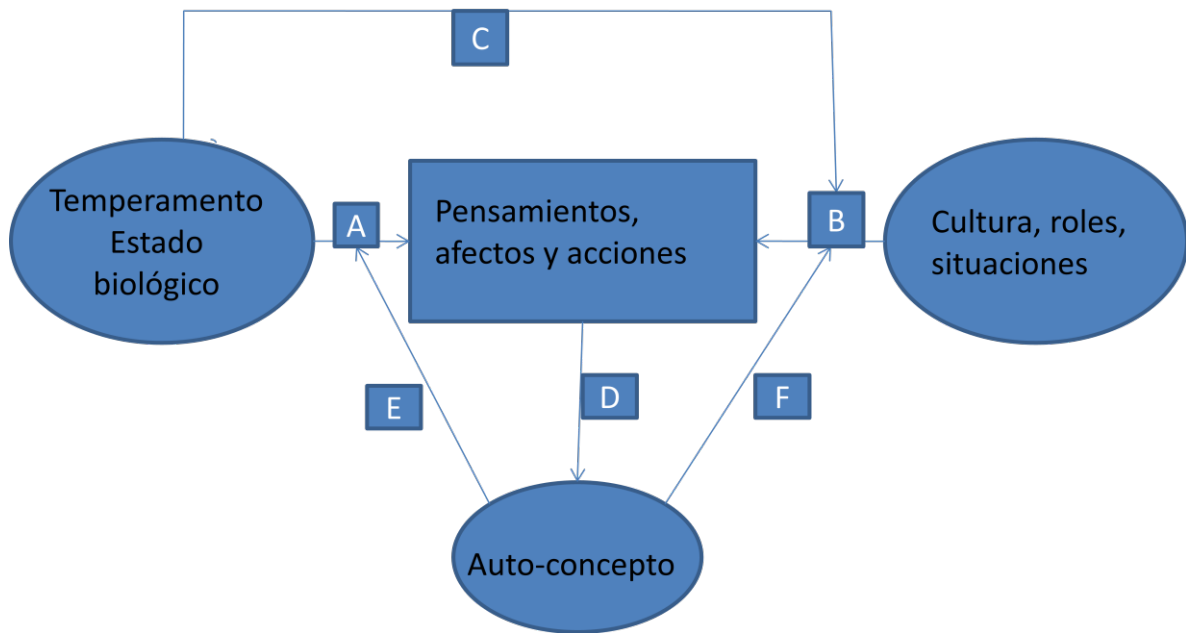 C
Temperamento
Estado
biológico
A
Pensamientos,
afectos y acciones
B
Cultura, roles,
situaciones
E
D
F
Auto-concepto